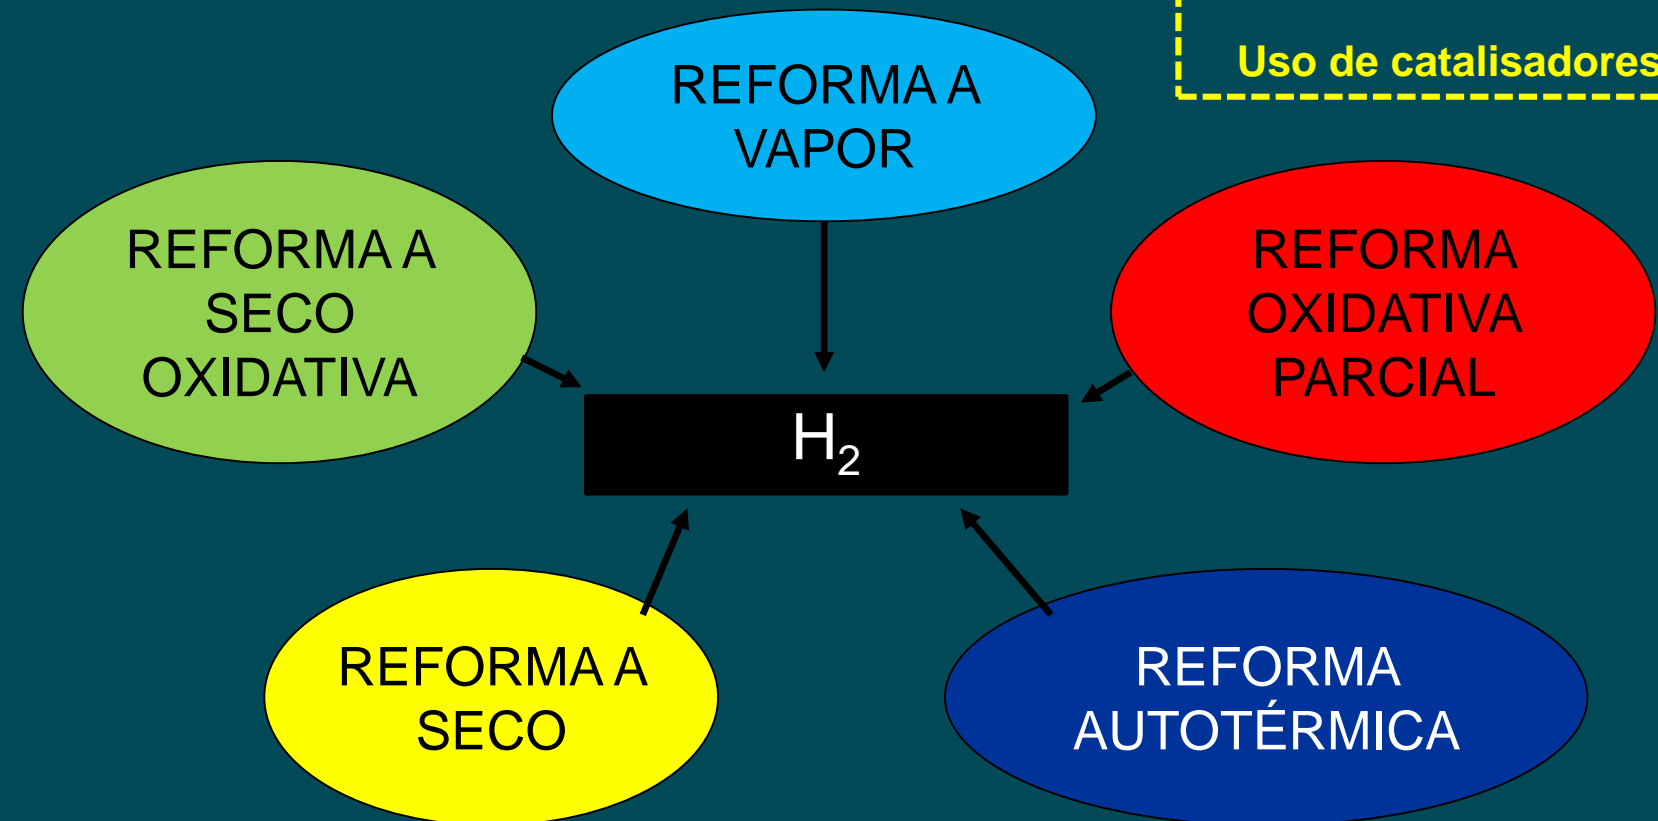 Uso de catalisadores
REFORMA A
VAPOR
REFORMA A
SECO
OXIDATIVA
REFORMA
OXIDATIVA
PARCIAL
H₂
REFORMA A
SECO
REFORMA
AUTOTÉRMICA